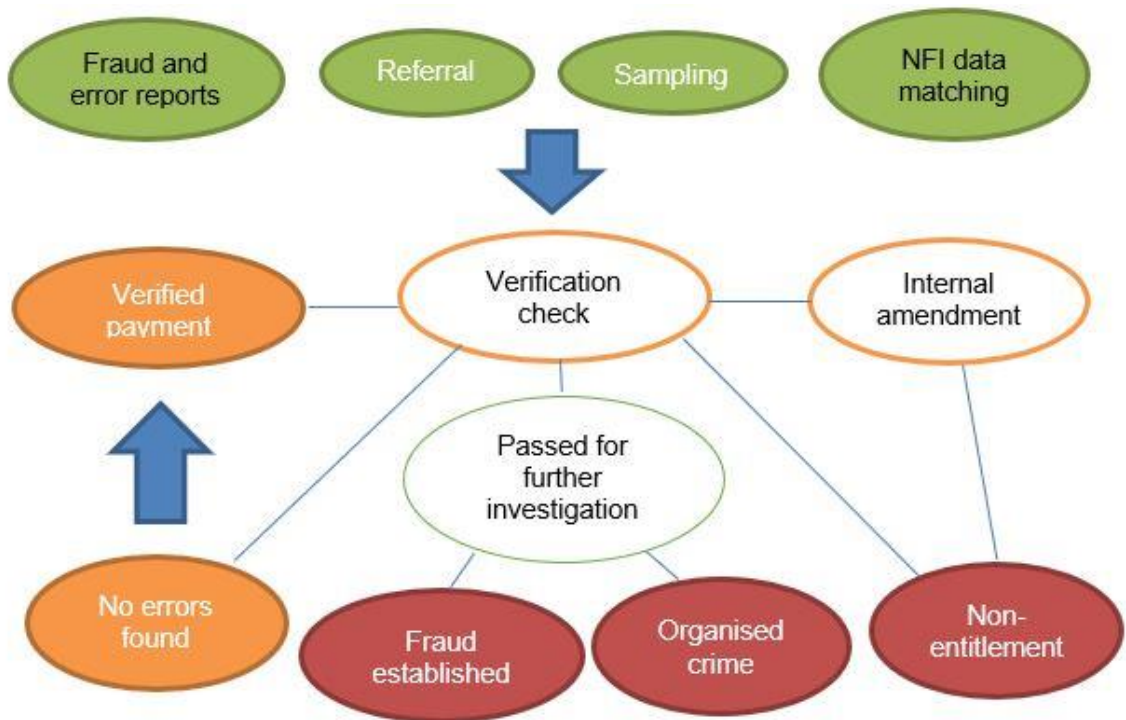 Fraud and
error reports
Referral
Sampling
NFI data
matching
Verified
payment
Verification
check
Internal
amendment
Passed for
further
investigation
No errors
found
Fraud
established
Organised
crime
Non-
entitlement